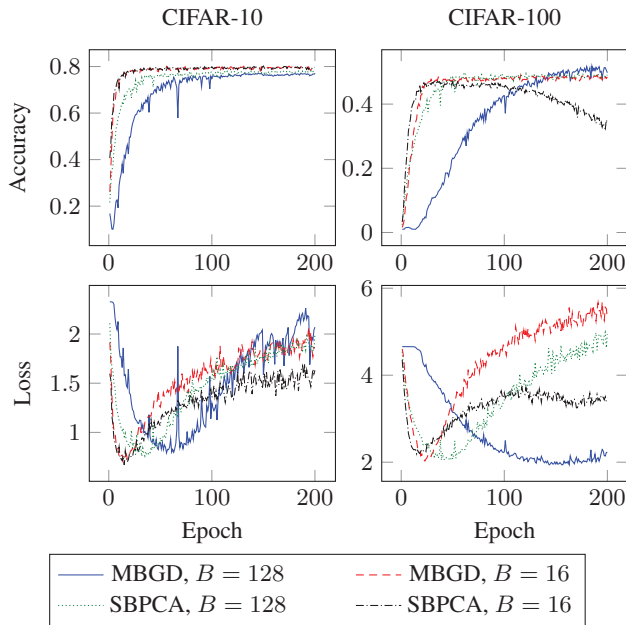 CIFAR-10
CIFAR-100
Accuracy
0.8
0.6
0.4
0.2
0
100
200
0.4
0.2
0
0
100
200
Loss
2
1.5
1
0
100
200
Epoch
6
4
2
0
100
200
Epoch
MBGD, B = 128
MBGD, B = 16
SBPCA, B = 128
SBPCA, B = 16